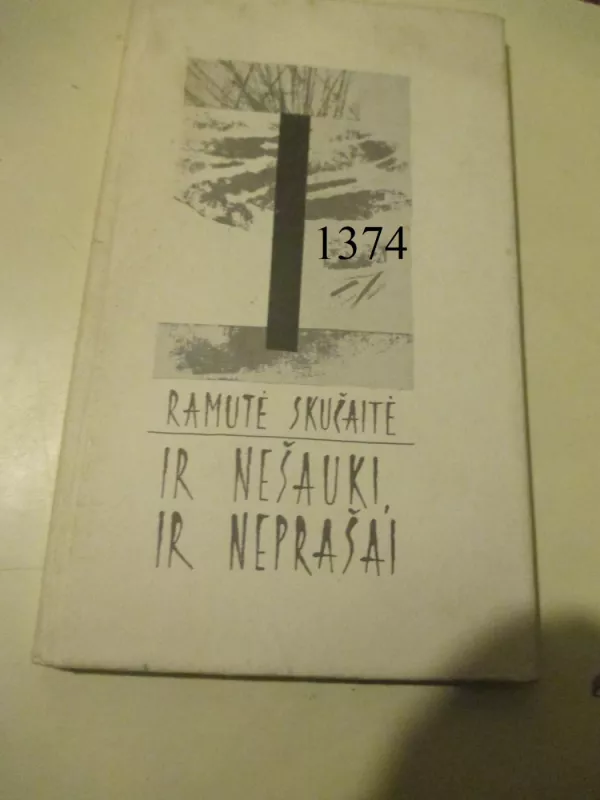 1374
RAMUTĖ SKUČAITĖ
IR NEŠAUKI,
IR NEPRAŠAI